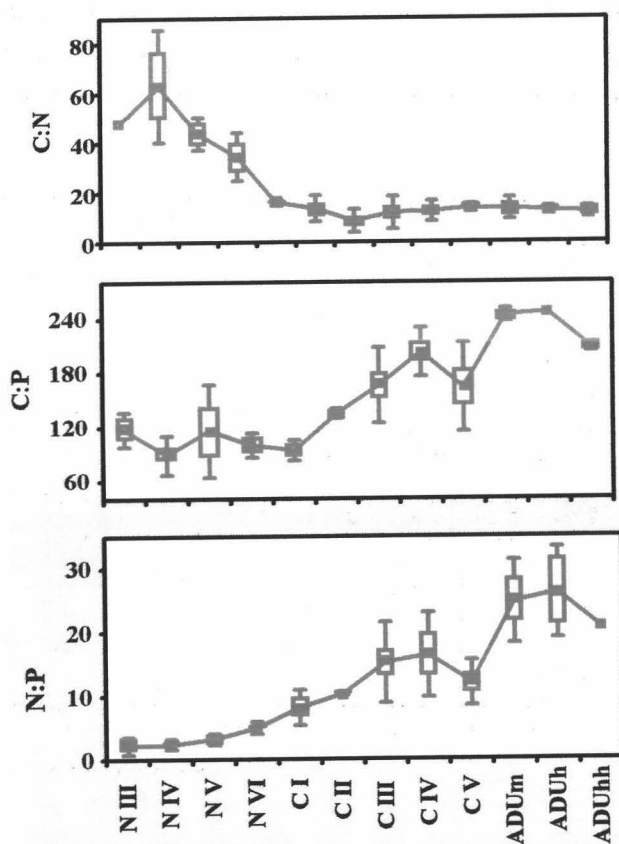 C:N
80
60
40
20
0
C:P
240
180
120
60
N:P
30
20
10
0
N III
N IV
N V
N VI
C I
C II
C III
C IV
C V
ADUm
ADUh
ADUhh